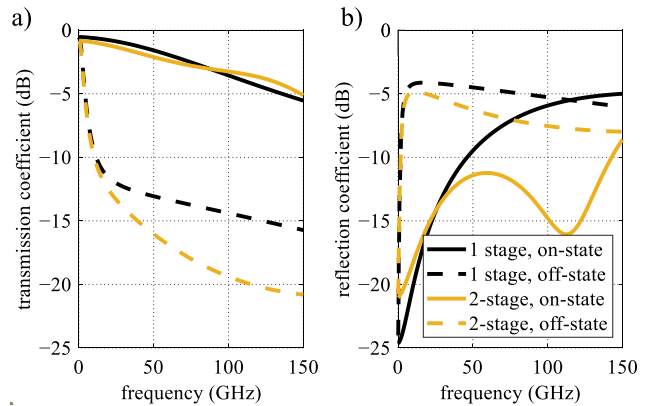 a)
0
−5
−10
−15
−20
−25
transmission coefficient (dB)
0
50
100
150
frequency (GHz)
b)
0
−5
−10
−15
−20
−25
reflection coefficient (dB)
0
50
100
150
frequency (GHz)
1 stage, on-state
1 stage, off-state
2-stage, on-state
2-stage, off-state